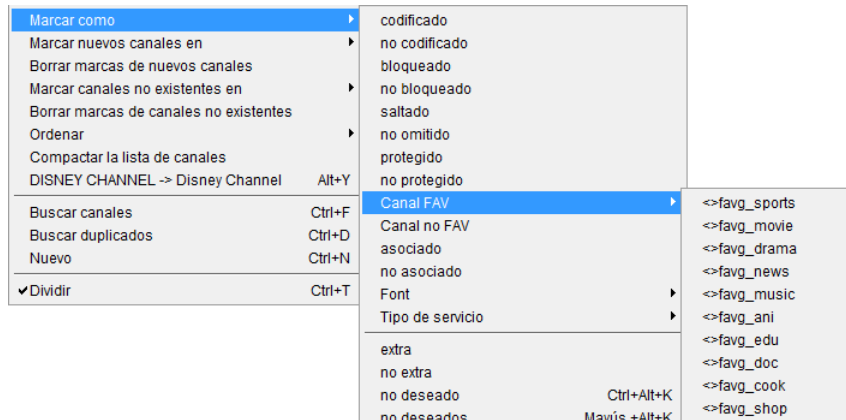 Marcar como
Marcar nuevos canales en
Borrar marcas de nuevos canales
Marcar canales no existentes en
Borrar marcas de canales no existentes
Ordenar
Compactar la lista de canales
DISNEY CHANNEL -> Disney Channel Alt+Y
Buscar canales Ctrl+F
Buscar duplicados Ctrl+D
Nuevo Ctrl+N
Dividir Ctrl+T
codificado
no codificado
bloqueado
no bloqueado
saltado
no omitido
protegido
no protegido
Canal FAV
Canal no FAV
asociado
no asociado
Font
Tipo de servicio
extra
no extra
no deseado Ctrl+Alt+K
no deseados Mayús.+Alt+K
<>favg_sports
<>favg_movie
<>favg_drama
<>favg_news
<>favg_music
<>favg_ani
<>favg_edu
<>favg_doc
<>favg_cook
<>favg_shop